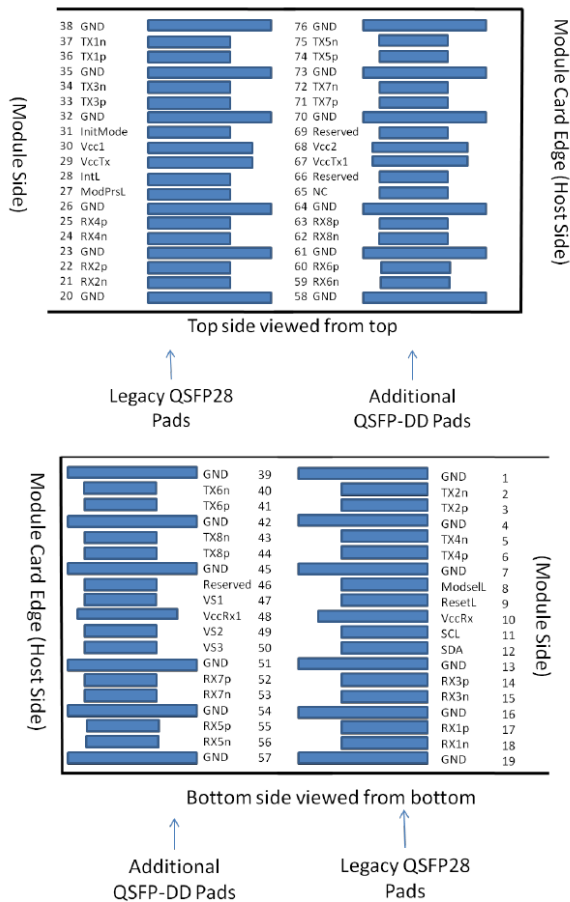 38 GND 76 GND
37 TX1n 75 TX5n
36 TX1p 74 TX5p
35 GND 73 GND
34 TX3n 72 TX7n
33 TX3p 71 TX7p
32 GND 70 GND
31 InitMode 69 Reserved
30 Vcc1 68 Vcc2
29 VccTx 67 VccTx1
28 IntL 66 Reserved
27 ModPrsL 65 NC
26 GND 64 GND
25 RX4p 63 RX8p
24 RX4n 62 RX8n
23 GND 61 GND
22 RX2p 60 RX6p
21 RX2n 59 RX6n
20 GND 58 GND
(Module Side)
Module Card Edge (Host Side)
Top side viewed from top
Legacy QSFP28
Pads
Additional
QSFP-DD Pads
Module Card Edge (Host Side)
GND 39 GND 1
TX6n 40 TX2n 2
TX6p 41 TX2p 3
GND 42 GND 4
TX8n 43 TX4n 5
TX8p 44 TX4p 6
GND 45 GND 7
Reserved 46 ModselL 8
VS1 47 ResetL 9
VccRx1 48 VccRx 10
VS2 49 SCL 11
VS3 50 SDA 12
GND 51 GND 13
RX7p 52 RX3p 14
RX7n 53 RX3n 15
GND 54 GND 16
RX5p 55 RX1p 17
RX5n 56 RX1n 18
GND 57 GND 19
(Module Side)
Bottom side viewed from bottom
Additional
QSFP-DD Pads
Legacy QSFP28
Pads